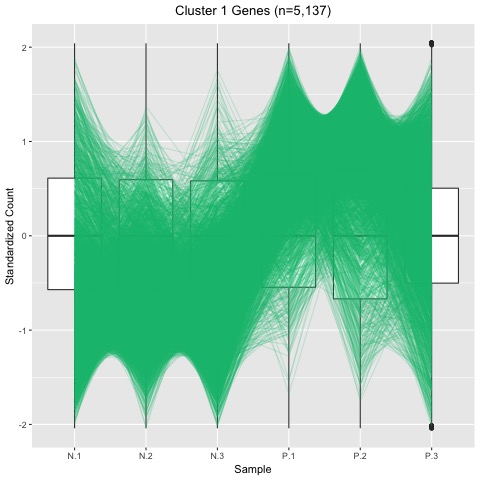 Cluster 1 Genes (n=5,137)
Standardized Count
2
1
0
-1
-2
N.1 N.2 N.3 P.1 P.2 P.3
Sample